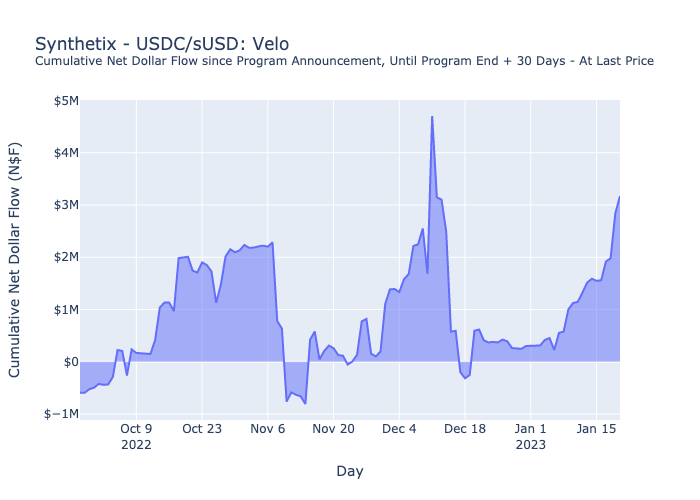 Synthetix - USDC/sUSD: Velo
Cumulative Net Dollar Flow since Program Announcement, Until Program End + 30 Days - At Last Price
Cumulative Net Dollar Flow (N$F)
$5M
$4M
$3M
$2M
$1M
$0
$−1M
Oct 9 Oct 23 Nov 6 Nov 20 Dec 4 Dec 18 Jan 1 Jan 15
2022 2023
Day